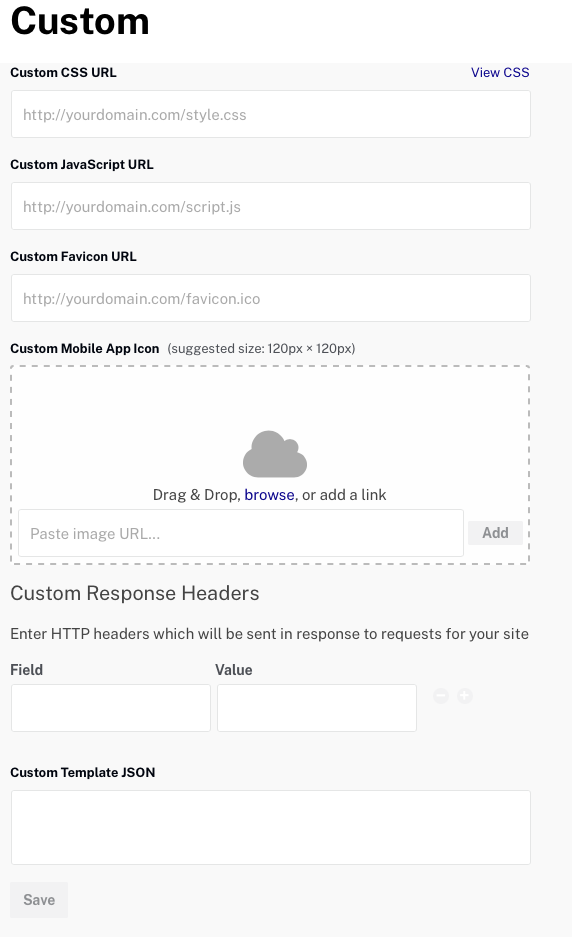 Custom
Custom CSS URL View CSS
http://yourdomain.com/style.css
Custom JavaScript URL
http://yourdomain.com/script.js
Custom Favicon URL
http://yourdomain.com/favicon.ico
Custom Mobile App Icon (suggested size: 120px × 120px)
Drag & Drop, browse, or add a link
Paste image URL... Add
Custom Response Headers
Enter HTTP headers which will be sent in response to requests for your site
Field Value
Custom Template JSON
Save